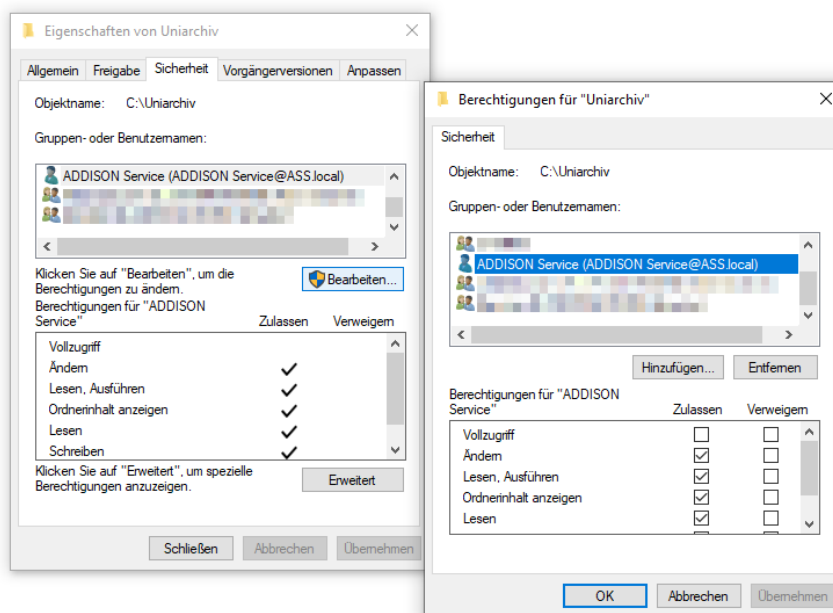 Eigenschaften von Uniarchiv
Allgemein Freigabe Sicherheit Vorgängerversionen Anpassen
Objektname: C:\Uniarchiv
Gruppen- oder Benutzernamen:
ADDISON Service (ADDISON Service@ASS.local)
Klicken Sie auf "Bearbeiten", um die
Berechtigungen zu ändern.
Bearbeiten...
Berechtigungen für "ADDISON
Service"
Zulassen Verweigern
Vollzugriff
Ändern
Lesen, Ausführen
Ordnerinhalt anzeigen
Lesen
Schreiben
Klicken Sie auf "Erweitert", um spezielle
Berechtigungen anzuzeigen.
Erweitert
Schließen Abbrechen Übernehmen
Berechtigungen für "Uniarchiv"
Sicherheit
Objektname: C:\Uniarchiv
Gruppen- oder Benutzernamen:
ADDISON Service (ADDISON Service@ASS.local)
Hinzufügen... Entfernen
Berechtigungen für "ADDISON
Service"
Zulassen Verweigern
Vollzugriff
Ändern
Lesen, Ausführen
Ordnerinhalt anzeigen
Lesen
OK Abbrechen Übernehmen